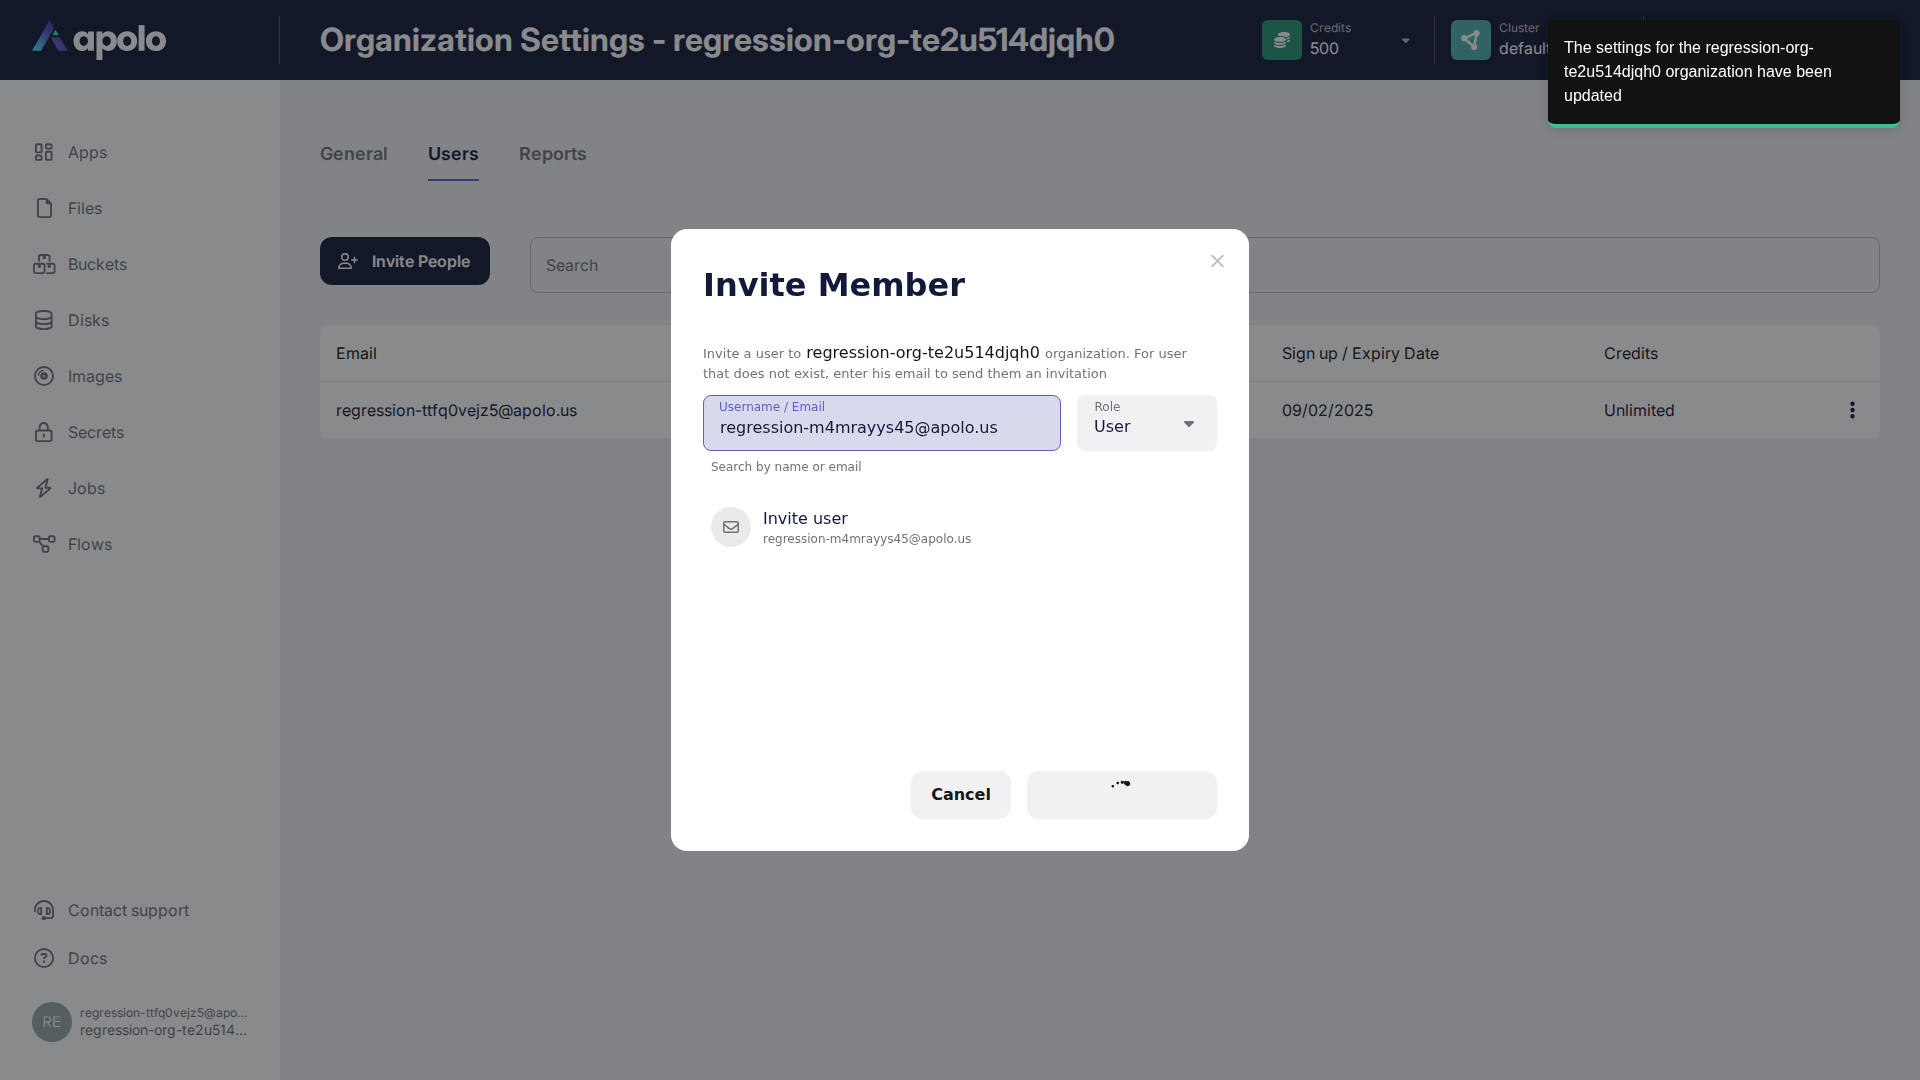 apolo
Organization Settings - regression-org-te2u514djqh0
Credits
500
Cluster
default
The settings for the regression-org-
te2u514djqh0 organization have been
updated
Apps
Files
Buckets
Disks
Images
Secrets
Jobs
Flows
Contact support
Docs
RE
regression-ttfq0vejz5@apo...
regression-org-te2u514...
General
Users
Reports
Invite People
Search
Email
Sign up / Expiry Date
Credits
regression-ttfq0vejz5@apolo.us
09/02/2025
Unlimited
Invite Member
Invite a user to regression-org-te2u514djqh0 organization. For user
that does not exist, enter his email to send them an invitation
Username / Email
regression-m4mrayys45@apolo.us
Role
User
Search by name or email
Invite user
regression-m4mrayys45@apolo.us
Cancel